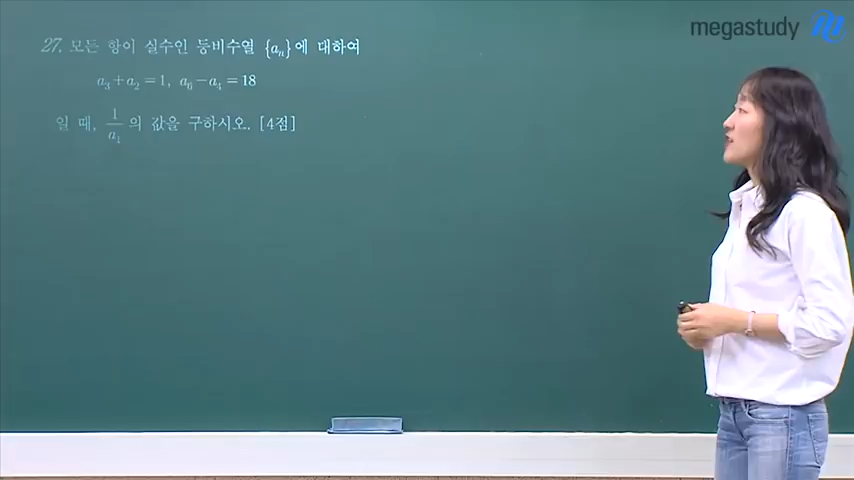 megastudy
27. 모든 항이 실수인 등비수열 {aₙ}에 대하여
a₃+a₂=1, a₆−a₄=18
일 때, 1/a₁ 의 값을 구하시오. [4점]